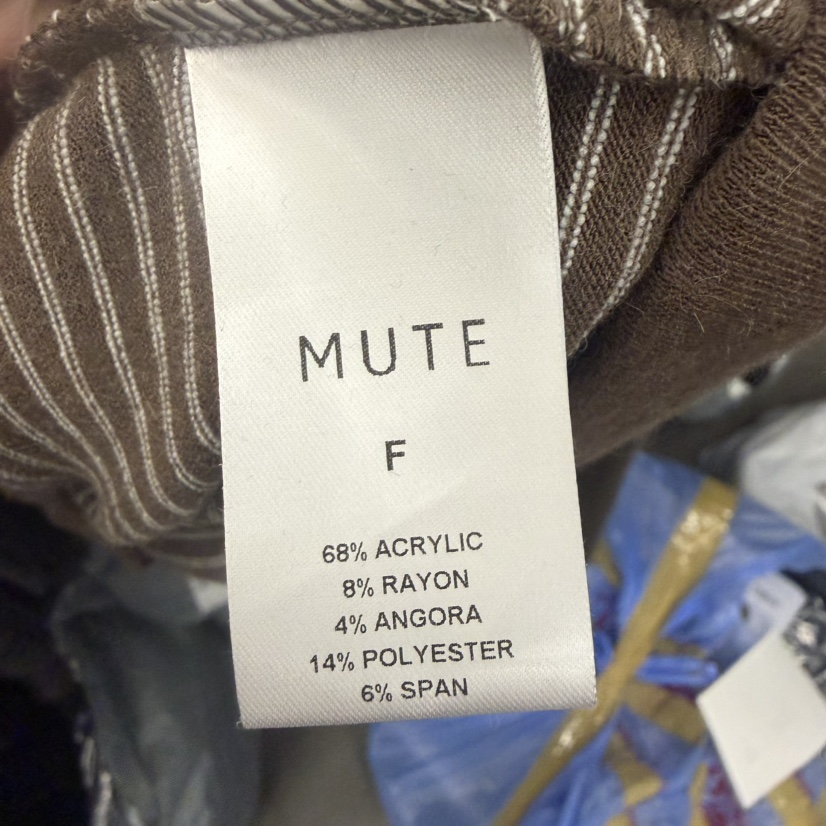 MUTE
F
68% ACRYLIC
8% RAYON
4% ANGORA
14% POLYESTER
6% SPAN